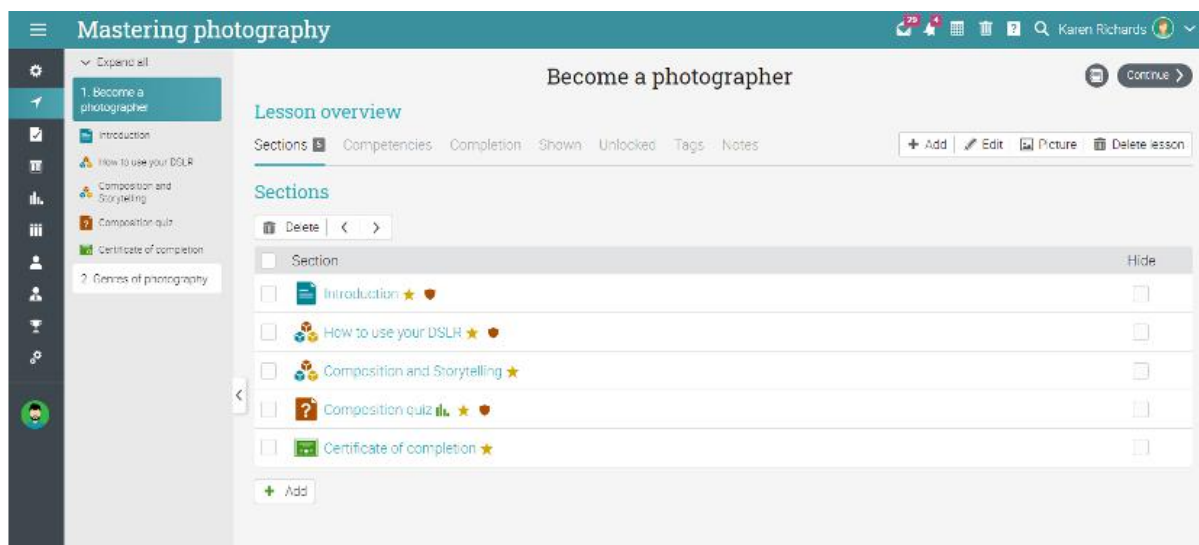 Mastering photography
29
4
Karen Richards
Expand all
1. Become a
photographer
Introduction
How to use your DSLR
Composition and
Storytelling
Composition quiz
Certificate of completion
2 Genres of photography
Become a photographer
Continue
Lesson overview
Sections 5 Competencies Completion Shown Unlocked Tags Notes
+ Add Edit Picture Delete lesson
Sections
Delete < >
Section Hide
Introduction
How to use your DSLR
Composition and Storytelling
? Composition quiz
Certificate of completion
+ Add